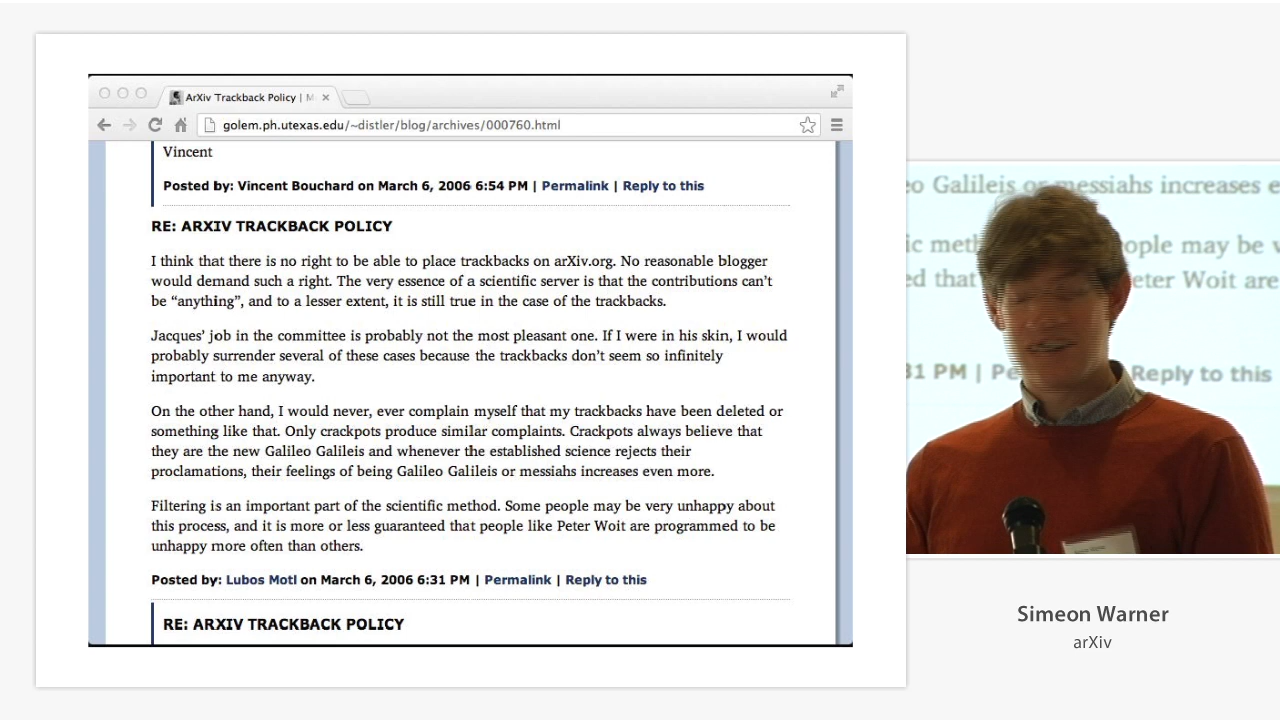 ArXiv Trackback Policy | M
golem.ph.utexas.edu/~distler/blog/archives/000760.html
Vincent
Posted by: Vincent Bouchard on March 6, 2006 6:54 PM | Permalink | Reply to this
RE: ARXIV TRACKBACK POLICY
I think that there is no right to be able to place trackbacks on arXiv.org. No reasonable blogger
would demand such a right. The very essence of a scientific server is that the contributions can't
be “anything”, and to a lesser extent, it is still true in the case of the trackbacks.
Jacques’ job in the committee is probably not the most pleasant one. If I were in his skin, I would
probably surrender several of these cases because the trackbacks don’t seem so infinitely
important to me anyway.
On the other hand, I would never, ever complain myself that my trackbacks have been deleted or
something like that. Only crackpots produce similar complaints. Crackpots always believe that
they are the new Galileo Galileis and whenever the established science rejects their
proclamations, their feelings of being Galileo Galileis or messiahs increases even more.
Filtering is an important part of the scientific method. Some people may be very unhappy about
this process, and it is more or less guaranteed that people like Peter Woit are programmed to be
unhappy more often than others.
Posted by: Lubos Motl on March 6, 2006 6:31 PM | Permalink | Reply to this
RE: ARXIV TRACKBACK POLICY
eo Galileis or messiahs increases e
ic meth ople may be v
ed that Peter Woit are
31 PM | Pe Reply to this
Simeon Warner
arXiv